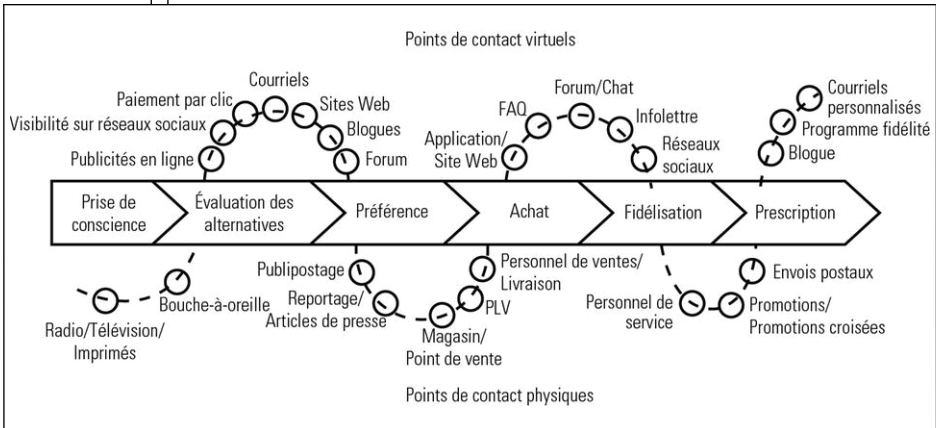 Points de contact virtuels
Courriels
Paiement par clic
Sites Web
Visibilité sur réseaux sociaux
Blogues
Publicités en ligne
Forum
Forum/Chat
FAQ
Infolettre
Application/
Site Web
Réseaux
sociaux
Courriels
personnalisés
Programme fidélité
Blogue
Prise de
conscience
Évaluation des
alternatives
Préférence
Achat
Fidélisation
Prescription
Radio/Télévision/
Imprimés
Bouche-à-oreille
Publipostage
Reportage/
Articles de presse
Magasin/
Point de vente
PLV
Personnel de ventes/
Livraison
Personnel de
service
Promotions/
Promotions croisées
Envois postaux
Points de contact physiques